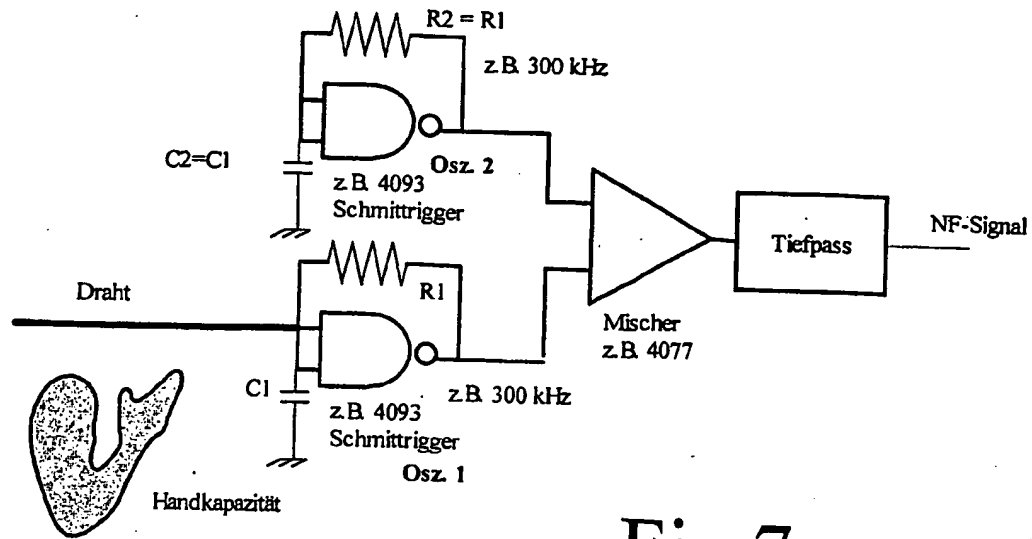 R2 = R1
z.B. 300 kHz
C2=C1
Osz. 2
z.B. 4093
Schmittrigger
NF-Signal
Tiefpass
Draht
R1
Mischer
z.B. 4077
C1
z.B. 300 kHz
z.B. 4093
Schmittrigger
Osz. 1
Handkapazität